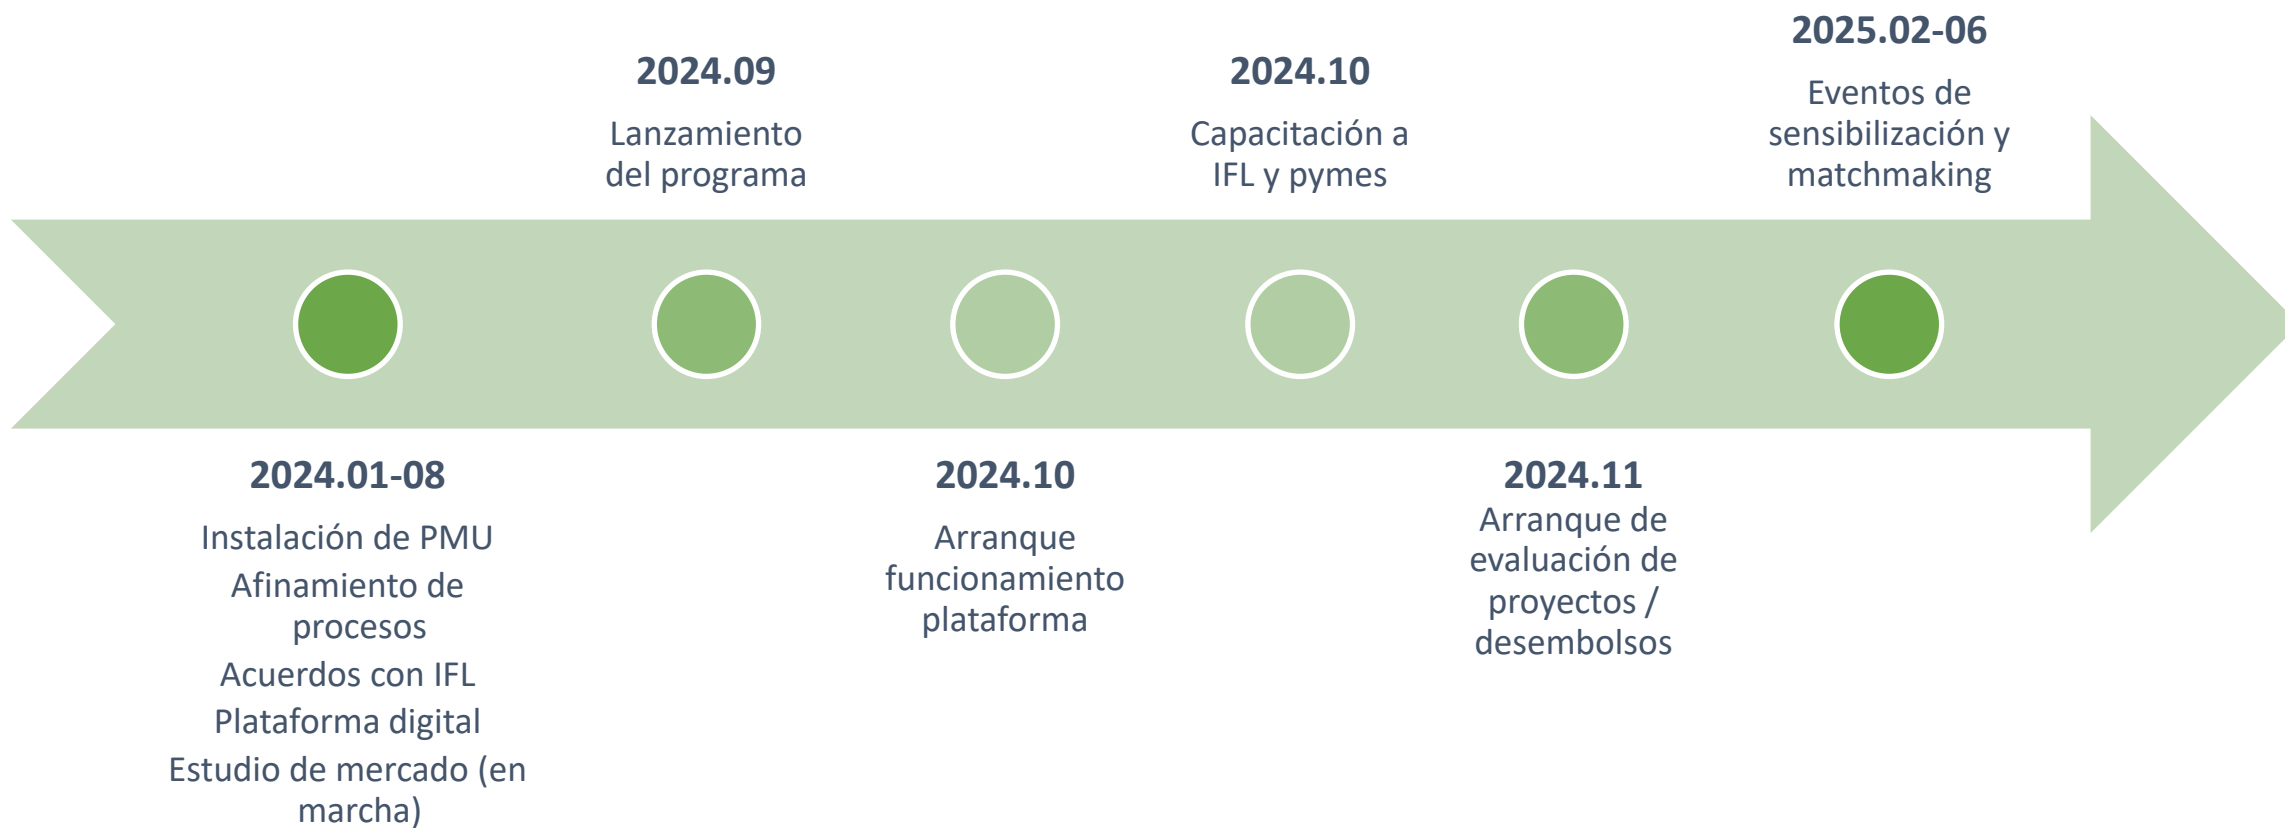 2024.01-08
Instalación de PMU
Afinamiento de
procesos
Acuerdos con IFL
Plataforma digital
Estudio de mercado (en
marcha)
2024.09
Lanzamiento
del programa
2024.10
Arranque
funcionamiento
plataforma
2024.10
Capacitación a
IFL y pymes
2024.11
Arranque de
evaluación de
proyectos /
desembolsos
2025.02-06
Eventos de
sensibilización y
matchmaking